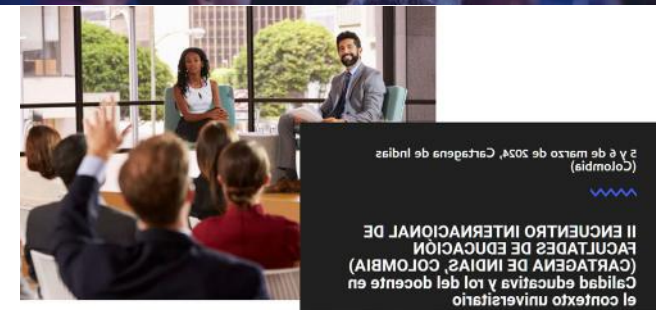 5 y 6 de marzo de 2024, Cartagena de Indias
(Colombia)
II ENCUENTRO INTERNACIONAL DE
FACULTADES DE EDUCACIÓN
(CARTAGENA DE INDIAS, COLOMBIA)
Calidad educativa y rol del docente en
el contexto universitario